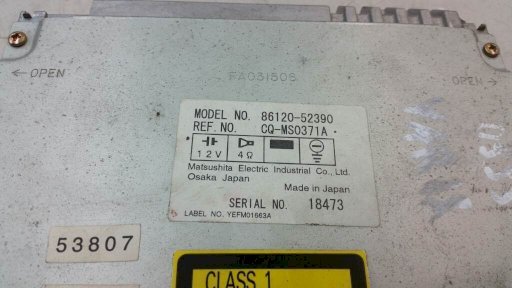 ← OPEN
FA031508
OPEN →
MODEL NO. 86120-52390
REF. NO. CQ-MS0371A
12V 4Ω
Matsushita Electric Industrial Co., Ltd.
Osaka Japan
Made in Japan
SERIAL NO. 18473
LABEL NO. YEFM01663A
53807
CLASS 1